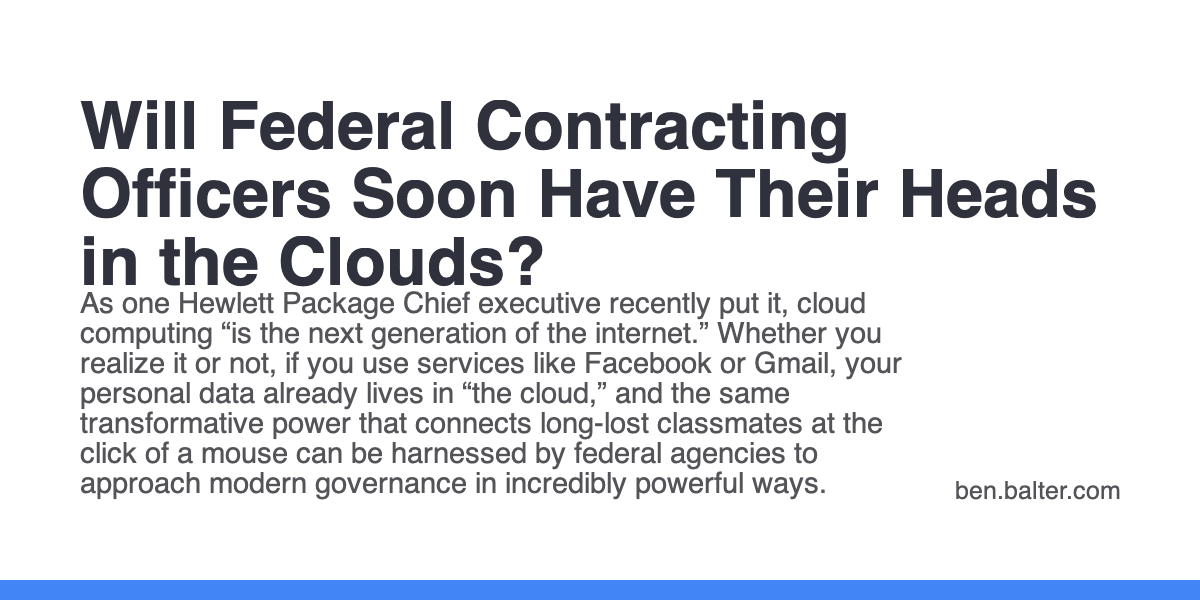 Will Federal Contracting
Officers Soon Have Their Heads
in the Clouds?
As one Hewlett Package Chief executive recently put it, cloud
computing “is the next generation of the internet.” Whether you
realize it or not, if you use services like Facebook or Gmail, your
personal data already lives in “the cloud,” and the same
transformative power that connects long-lost classmates at the
click of a mouse can be harnessed by federal agencies to
approach modern governance in incredibly powerful ways.
ben.balter.com